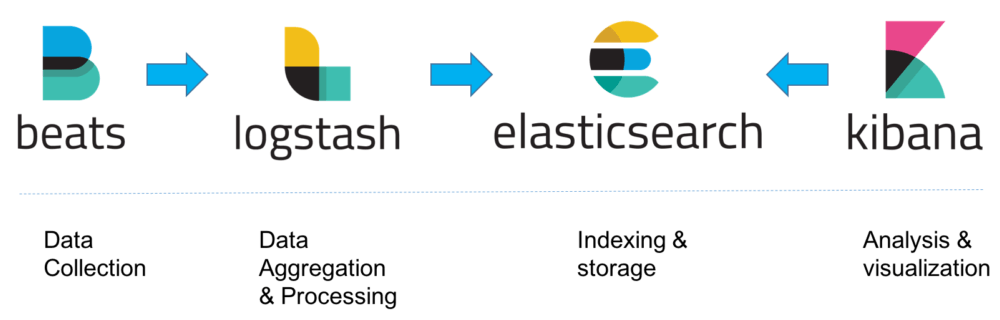 beats
logstash
elasticsearch
kibana
Data
Collection
Data
Aggregation
& Processing
Indexing &
storage
Analysis &
visualization